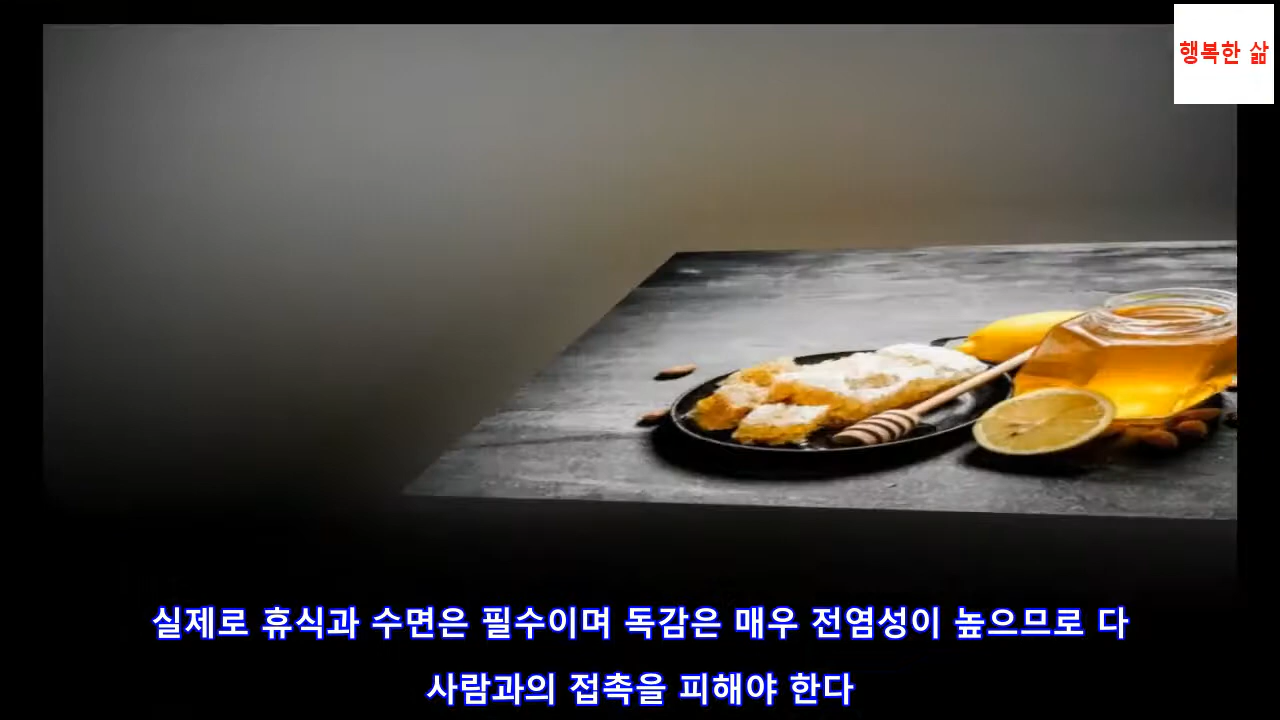 행복한 삶
실제로 휴식과 수면은 필수이며 독감은 매우 전염성이 높으므로 다
사람과의 접촉을 피해야 한다